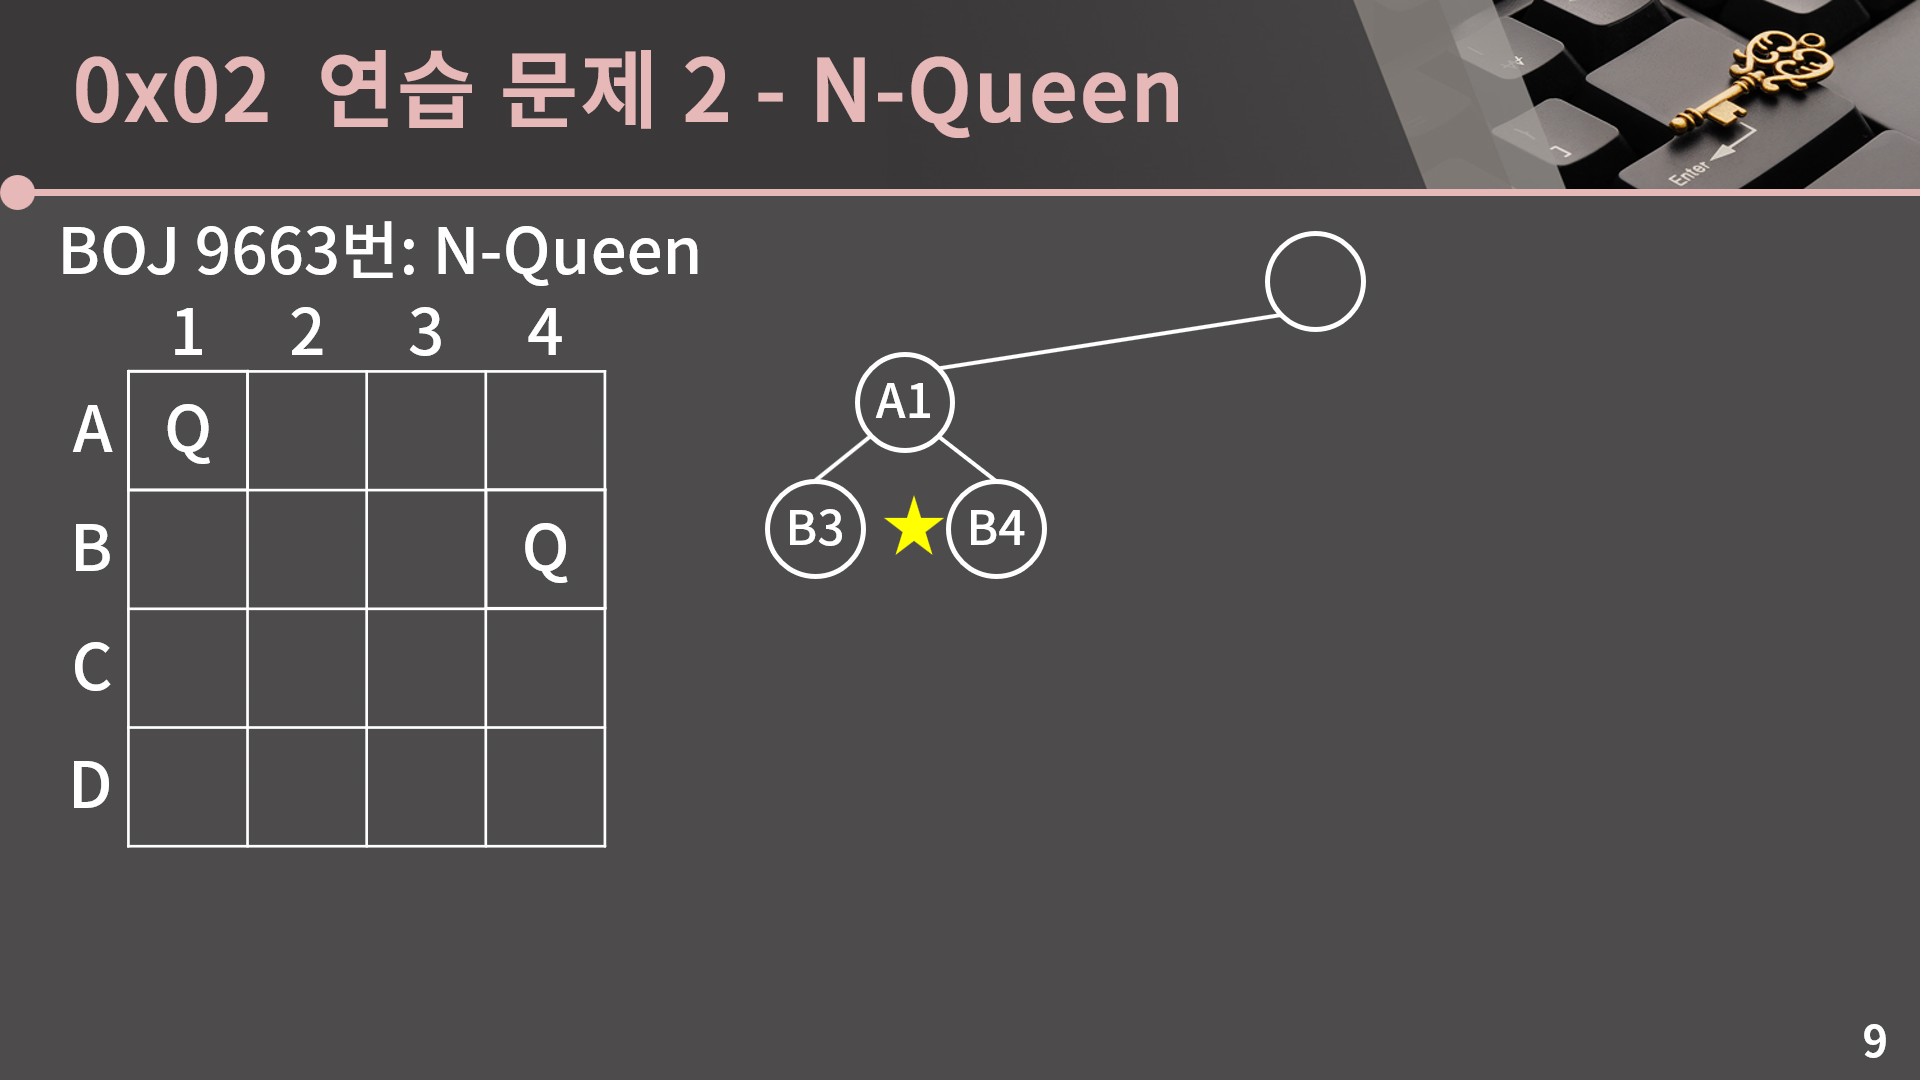 0x02 연습 문제 2 - N-Queen
Enter
BOJ 9663번: N-Queen
1 2 3 4
A Q
B Q
C
D
A1
B3 B4
9